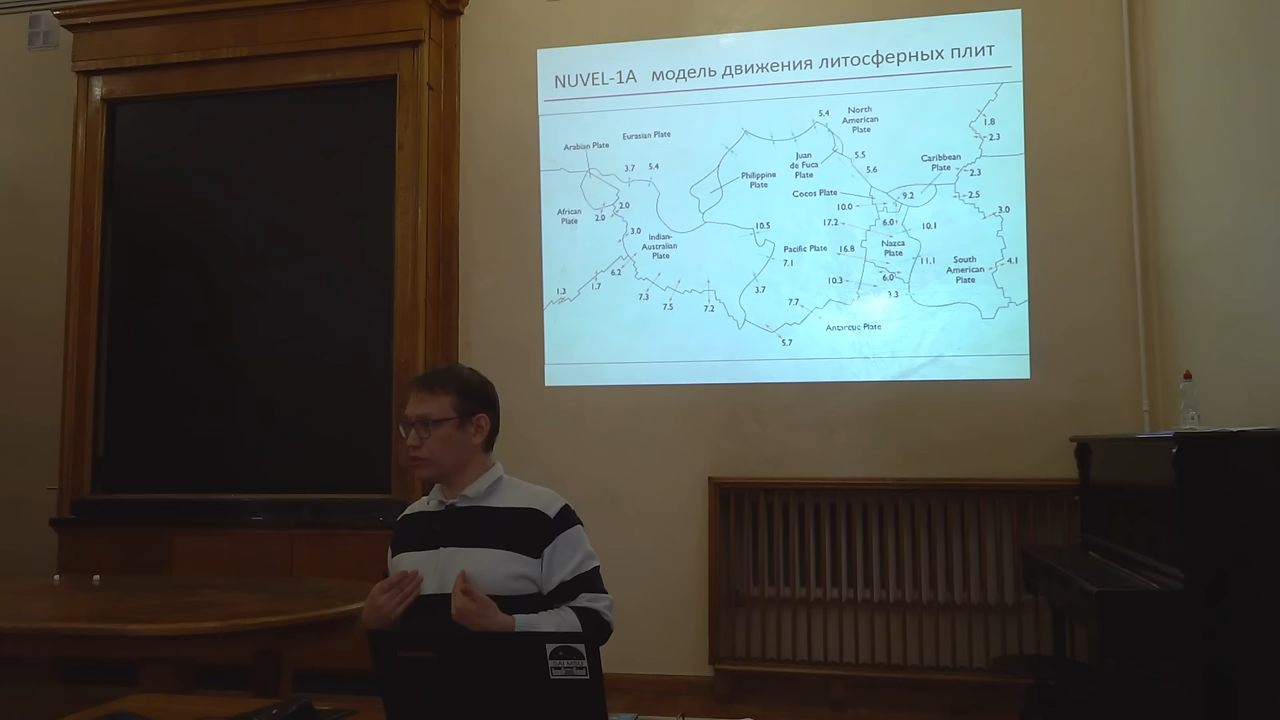 NUVEL-1A модель движения литосферных плит
5.4
North
American
Plate
1.8
2.3
Eurasian Plate
Arabian Plate
3.7
5.4
Juan
de Fuca
Plate
5.5
5.6
Caribbean
Plate
2.3
Philippine
Plate
Cocos Plate
9.2
2.5
African
Plate
2.0
2.0
10.0
3.0
3.0
Indian-
Australian
Plate
10.5
17.2
6.0
10.1
Pacific Plate
16.8
Nazca
Plate
7.1
11.1
South
American
Plate
4.1
6.2
1.3
1.7
7.3
7.5
7.2
3.7
7.7
10.3
6.0
3.3
Antarctic Plate
5.7
SAI MSU